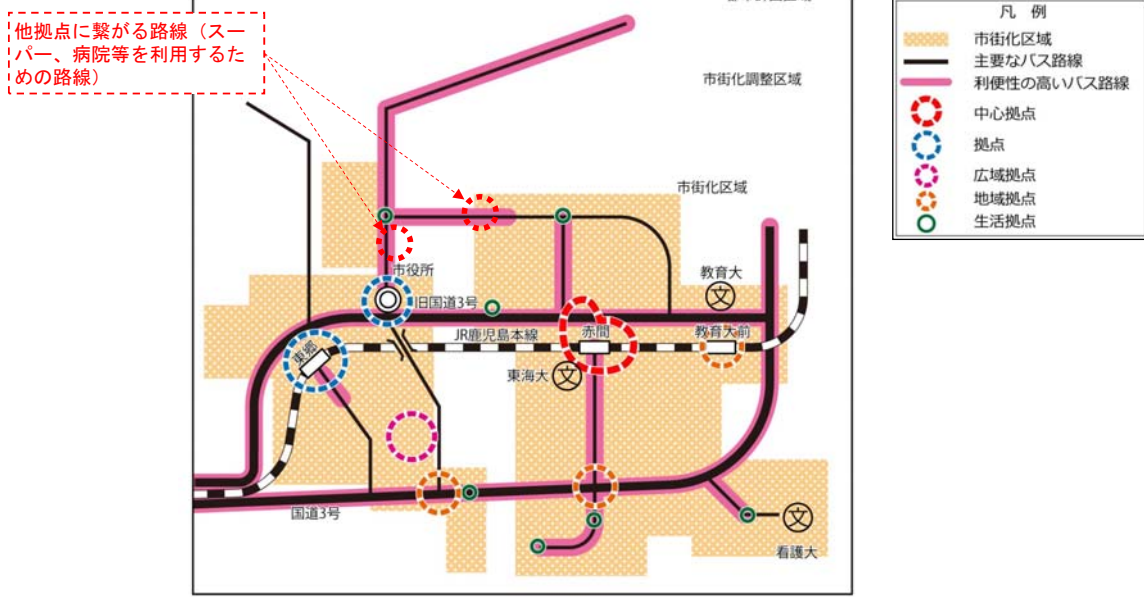 他拠点に繋がる路線（スー
パー、病院等を利用するた
めの路線）
市街化調整区域
市街化区域
市役所
旧国道3号
教育大
文
JR鹿児島本線
赤間
教育大前
東郷
東海大
文
国道3号
文
看護大
凡 例
市街化区域
主要なバス路線
利便性の高いバス路線
中心拠点
拠点
広域拠点
地域拠点
生活拠点